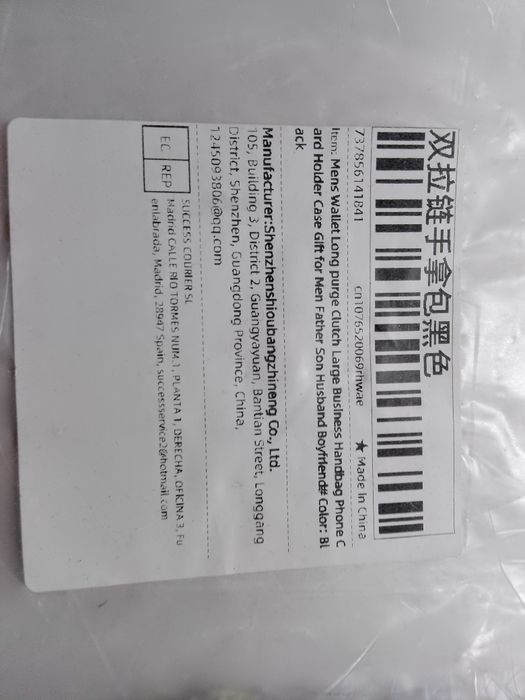 双拉链手拿包黑色
737856141841 cn1076520069rhwae ★ Made In China
Item: Mens Wallet Long purge Clutch Large Business Handbag Phone C
ard Holder Case Gift for Men Father Son Husband Boyfriend# Color: Bl
ack
Manufacturer:Shenzhenshioubangzhineng Co., Ltd.
105, Building 3, District 2, Guangyayuan, Bantian Street, Longgang
District, Shenzhen, Guangdong Province, China,
1245093806@qq.com
EC REP
SUCCESS COURIER SL
Madrid CALLE RIO TORMES NUM.1, PLANTA 1, DERECHA, OFICINA 3, Fu
enlabrada, Madrid, 28947 Spain, successservice2@hotmail.com